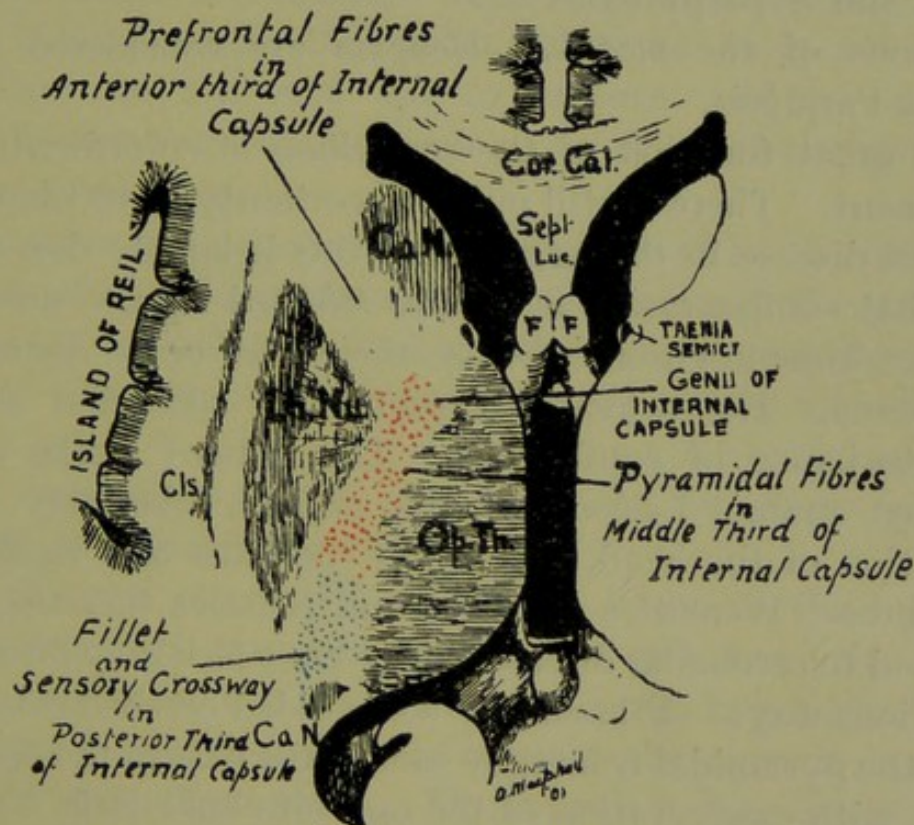 Prefrontal Fibres
in
Anterior third of Internal
Capsule
Cor. Cal.
Sept
Luc.
Ca. N.
ISLAND OF REIL
F F
TAENIA
SEMICT
GENU OF
INTERNAL
CAPSULE
Cls.
Pyramidal Fibres
in
Middle Third of
Internal Capsule
Op. Th.
Fillet
and
Sensory Crossway
in
Posterior Third
of Internal Capsule
Ca N